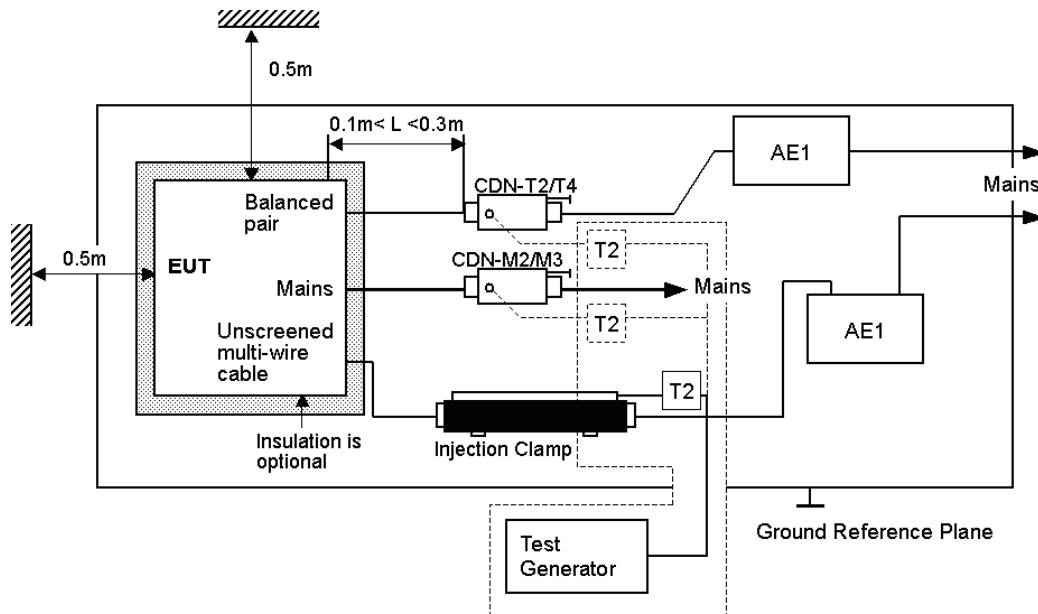 0.5m
0.1m< L <0.3m
AE1
Mains
CDN-T2/T4
Balanced
pair
T2
0.5m
EUT
CDN-M2/M3
Mains
Mains
T2
AE1
Unscreened
multi-wire
cable
T2
Insulation is
optional
Injection Clamp
Test
Generator
Ground Reference Plane